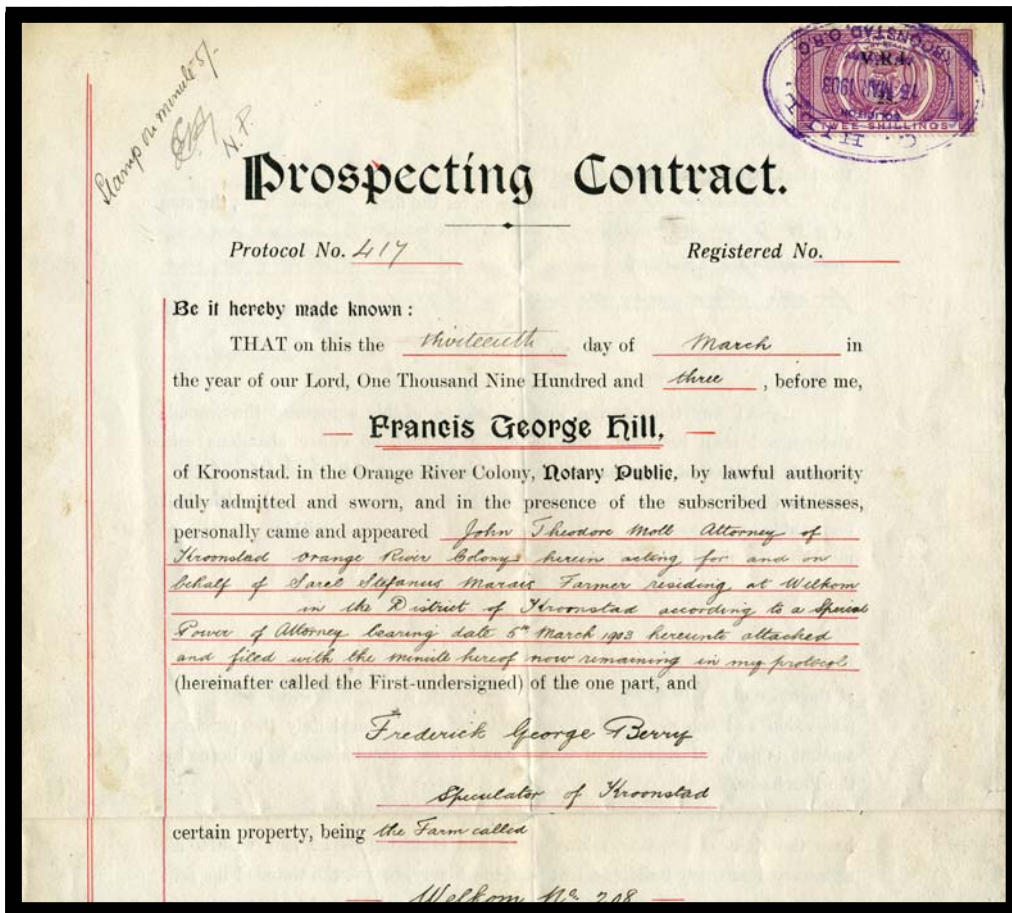 Stamp on minute 5/-
N.P.
KROONSTAD O.R.C.
V.R.I.
15 MAR 1903
TWEE SHILLINGS
Prospecting Contract.
Protocol No. 417
Registered No.
Be it hereby made known :
THAT on this the thirteenth day of March in
the year of our Lord, One Thousand Nine Hundred and three , before me,
— Francis George Hill, —
of Kroonstad. in the Orange River Colony, Notary Public, by lawful authority
duly admitted and sworn, and in the presence of the subscribed witnesses,
personally came and appeared John Theodore Moll Attorney of
Kroonstad Orange River Colony herein acting for and on
behalf of Sarel Stefanus Marais Farmer residing at Welkom
in the District of Kroonstad according to a Special
Power of Attorney bearing date 5th March 1903 hereunto attached
and filed with the minute hereof now remaining in my protocol
(hereinafter called the First-undersigned) of the one part, and
Frederick George Berry
Speculator of Kroonstad
certain property, being the Farm called
Welkom No. 208